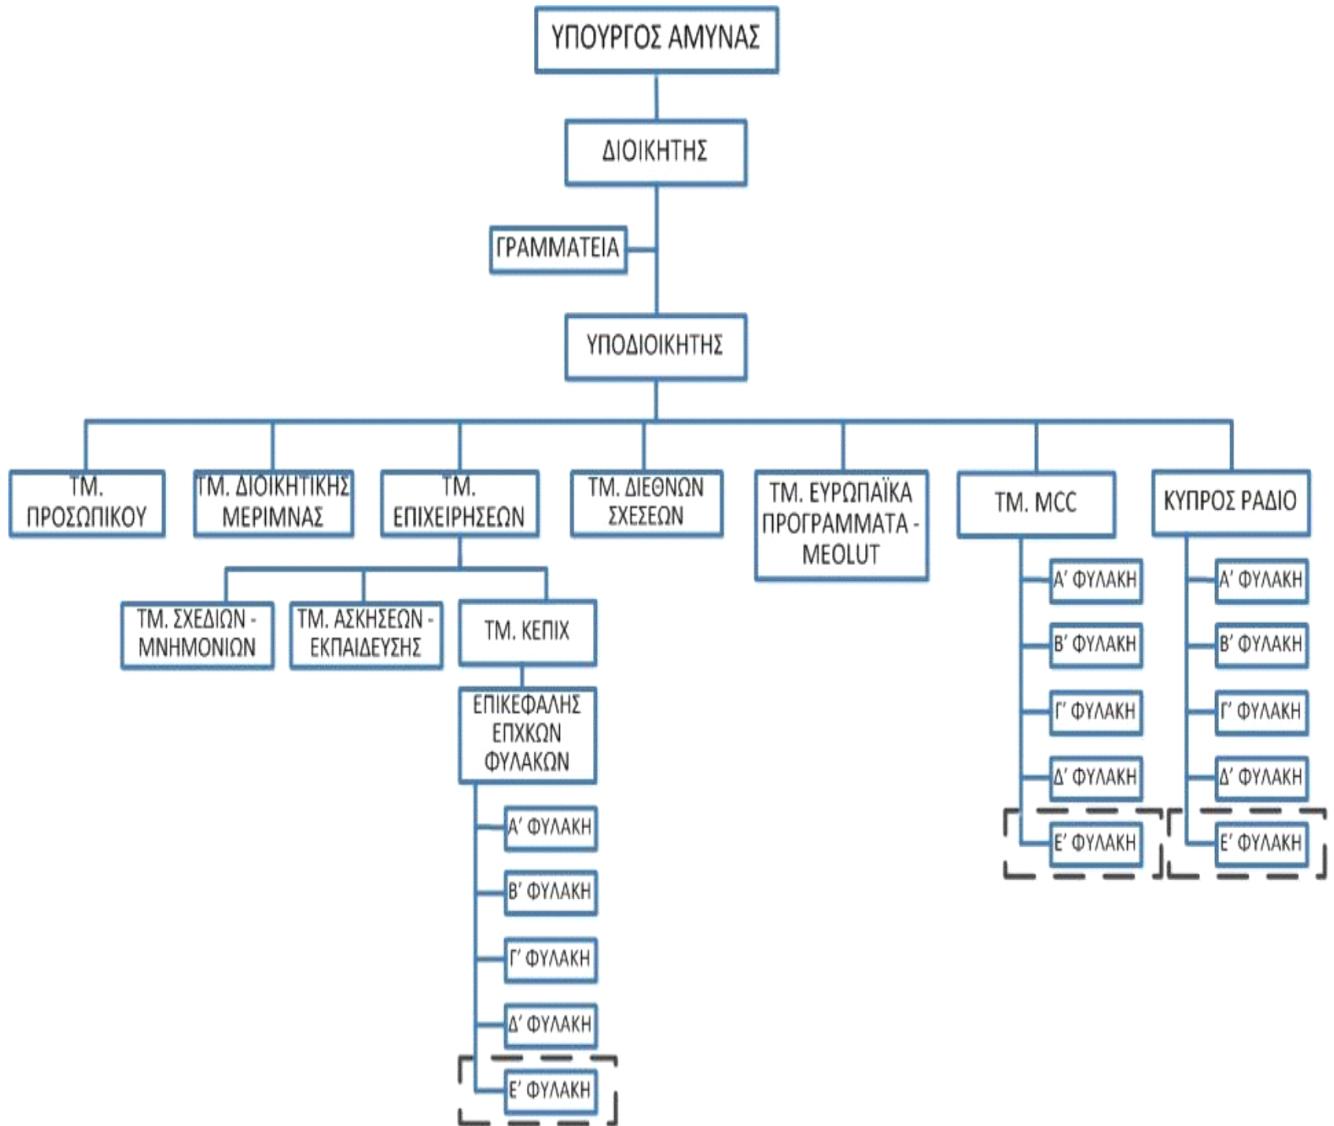 ΥΠΟΥΡΓΟΣ ΑΜΥΝΑΣ
ΔΙΟΙΚΗΤΗΣ
ΓΡΑΜΜΑΤΕΙΑ
ΥΠΟΔΙΟΙΚΗΤΗΣ
ΤΜ.
ΠΡΟΣΩΠΙΚΟΥ
ΤΜ. ΔΙΟΙΚΗΤΙΚΗΣ
ΜΕΡΙΜΝΑΣ
ΤΜ.
ΕΠΙΧΕΙΡΗΣΕΩΝ
ΤΜ. ΔΙΕΘΝΩΝ
ΣΧΕΣΕΩΝ
ΤΜ. ΕΥΡΩΠΑΪΚΑ
ΠΡΟΓΡΑΜΜΑΤΑ -
MEOLUT
ΤΜ. MCC
ΚΥΠΡΟΣ ΡΑΔΙΟ
ΤΜ. ΣΧΕΔΙΩΝ -
ΜΝΗΜΟΝΙΩΝ
ΤΜ. ΑΣΚΗΣΕΩΝ -
ΕΚΠΑΙΔΕΥΣΗΣ
ΤΜ. ΚΕΠΙΧ
ΕΠΙΚΕΦΑΛΗΣ
ΕΠΧΚΩΝ
ΦΥΛΑΚΩΝ
Α' ΦΥΛΑΚΗ
Β' ΦΥΛΑΚΗ
Γ' ΦΥΛΑΚΗ
Δ' ΦΥΛΑΚΗ
Ε' ΦΥΛΑΚΗ
Α' ΦΥΛΑΚΗ
Β' ΦΥΛΑΚΗ
Γ' ΦΥΛΑΚΗ
Δ' ΦΥΛΑΚΗ
Ε' ΦΥΛΑΚΗ
Α' ΦΥΛΑΚΗ
Β' ΦΥΛΑΚΗ
Γ' ΦΥΛΑΚΗ
Δ' ΦΥΛΑΚΗ
Ε' ΦΥΛΑΚΗ